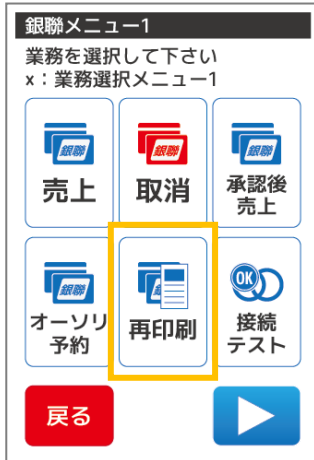 銀聯メニュー1
業務を選択して下さい
x：業務選択メニュー1
銀聯
売上
銀聯
取消
銀聯
承認後
売上
銀聯
オーソリ
予約
再印刷
OK
接続
テスト
戻る